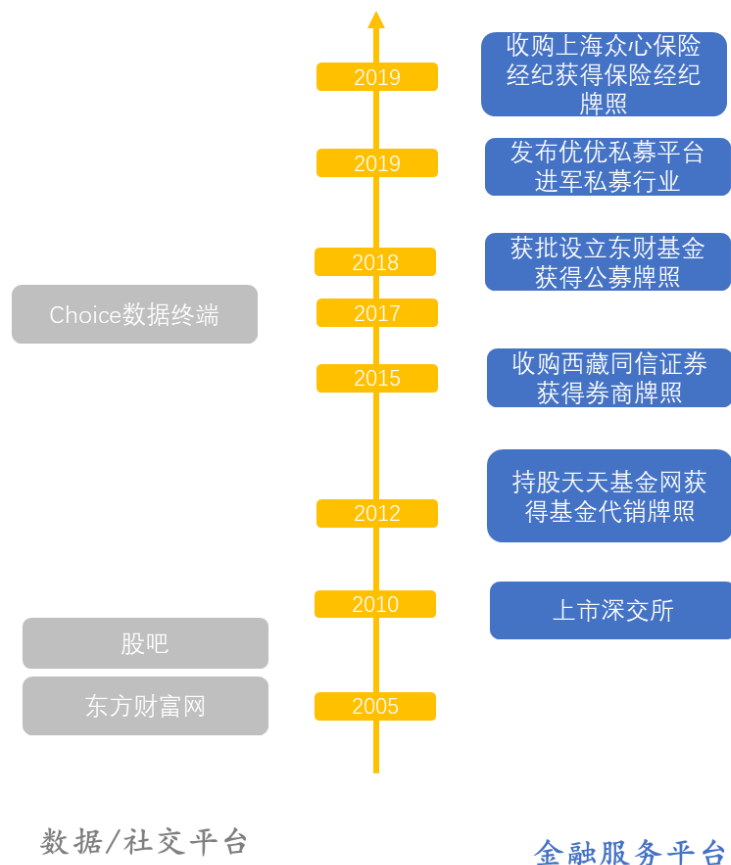 2019
收购上海众心保险
经纪获得保险经纪
牌照
2019
发布优优私募平台
进军私募行业
2018
获批设立东财基金
获得公募牌照
Choice数据终端
2017
2015
收购西藏同信证券
获得券商牌照
2012
持股天天基金网获
得基金代销牌照
2010
上市深交所
股吧
东方财富网
2005
数据/社交平台
金融服务平台